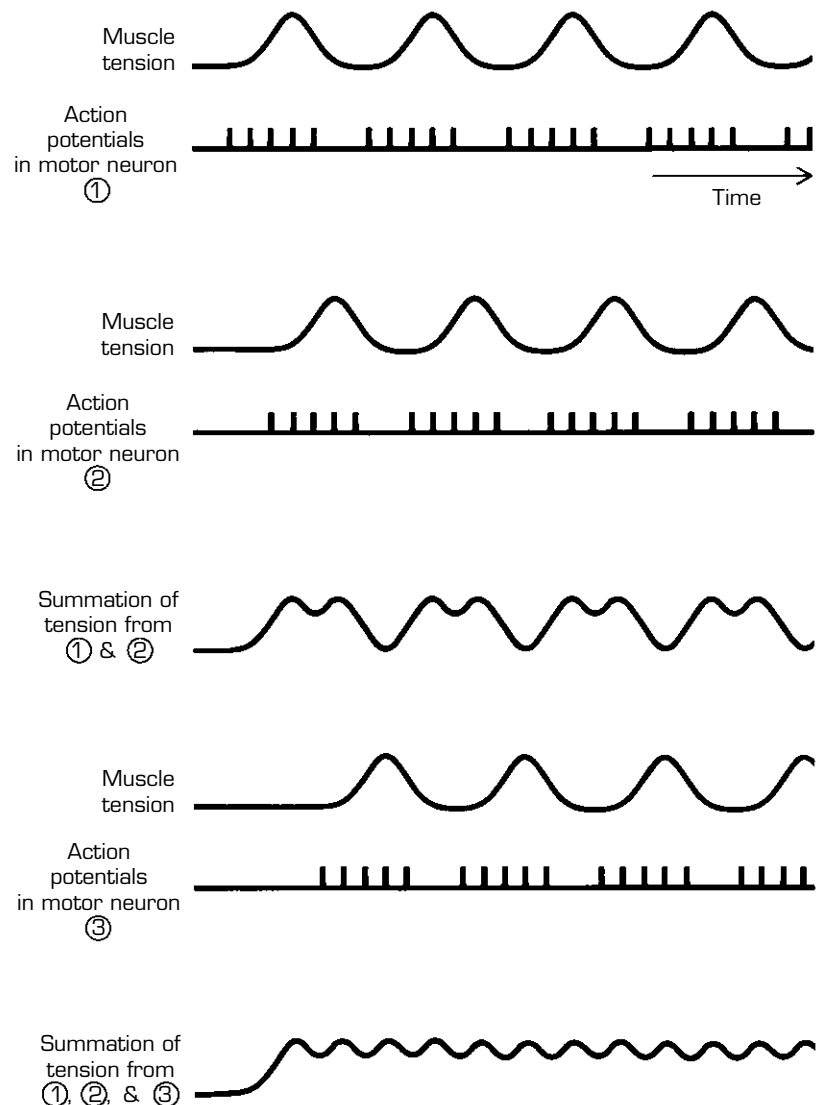 Muscle
tension
Action
potentials
in motor neuron
①
Time
Muscle
tension
Action
potentials
in motor neuron
②
Summation of
tension from
① & ②
Muscle
tension
Action
potentials
in motor neuron
③
Summation of
tension from
①, ②, & ③